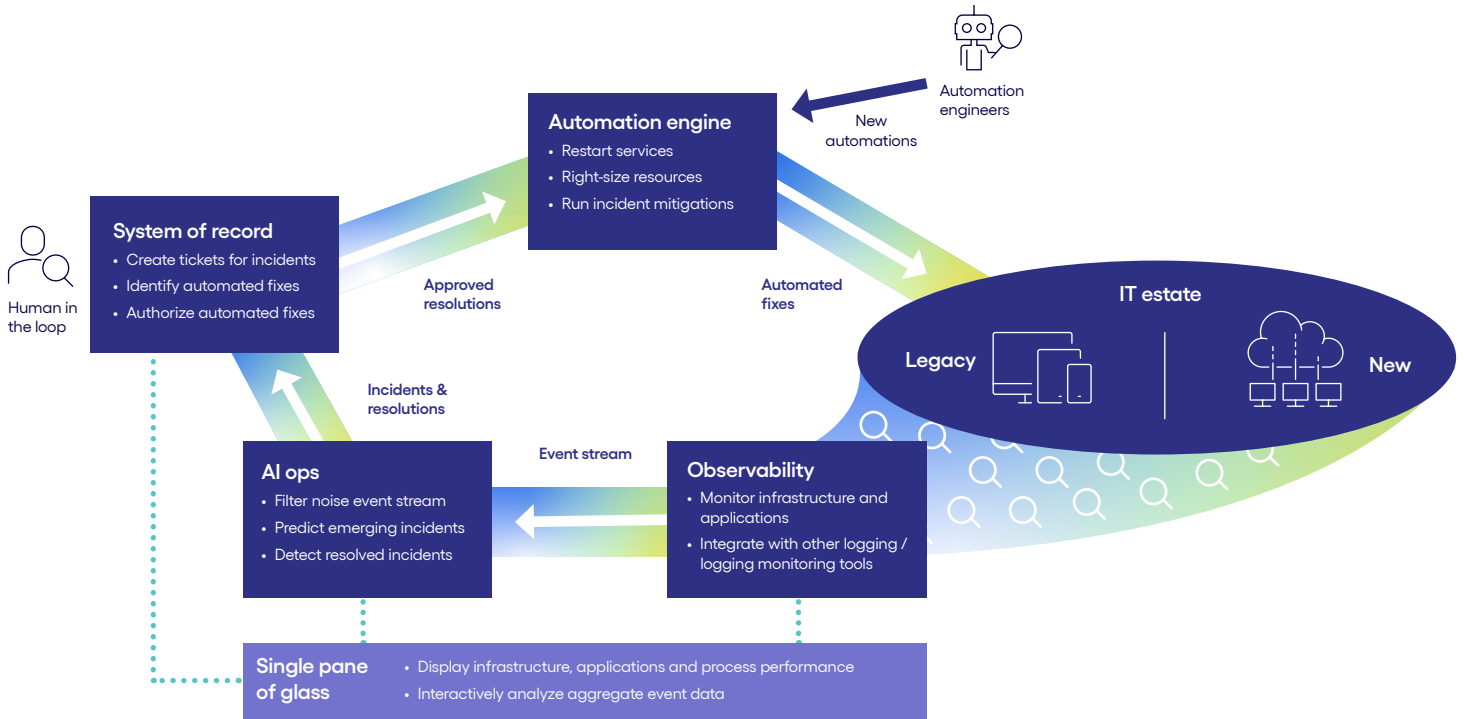 Automation
engineers
New
automations
Automation engine
• Restart services
• Right-size resources
• Run incident mitigations
System of record
• Create tickets for incidents
• Identify automated fixes
• Authorize automated fixes
Human in
the loop
Approved
resolutions
Automated
fixes
IT estate
Legacy
New
Incidents &
resolutions
Event stream
AI ops
• Filter noise event stream
• Predict emerging incidents
• Detect resolved incidents
Observability
• Monitor infrastructure and
applications
• Integrate with other logging /
logging monitoring tools
Single pane
of glass
• Display infrastructure, applications and process performance
• Interactively analyze aggregate event data